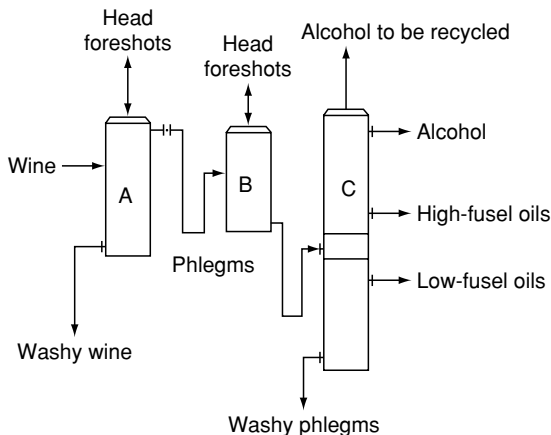 Head
foreshots
Head
foreshots
Alcohol to be recycled
Wine
A
B
C
Alcohol
High-fusel oils
Phlegms
Low-fusel oils
Washy wine
Washy phlegms